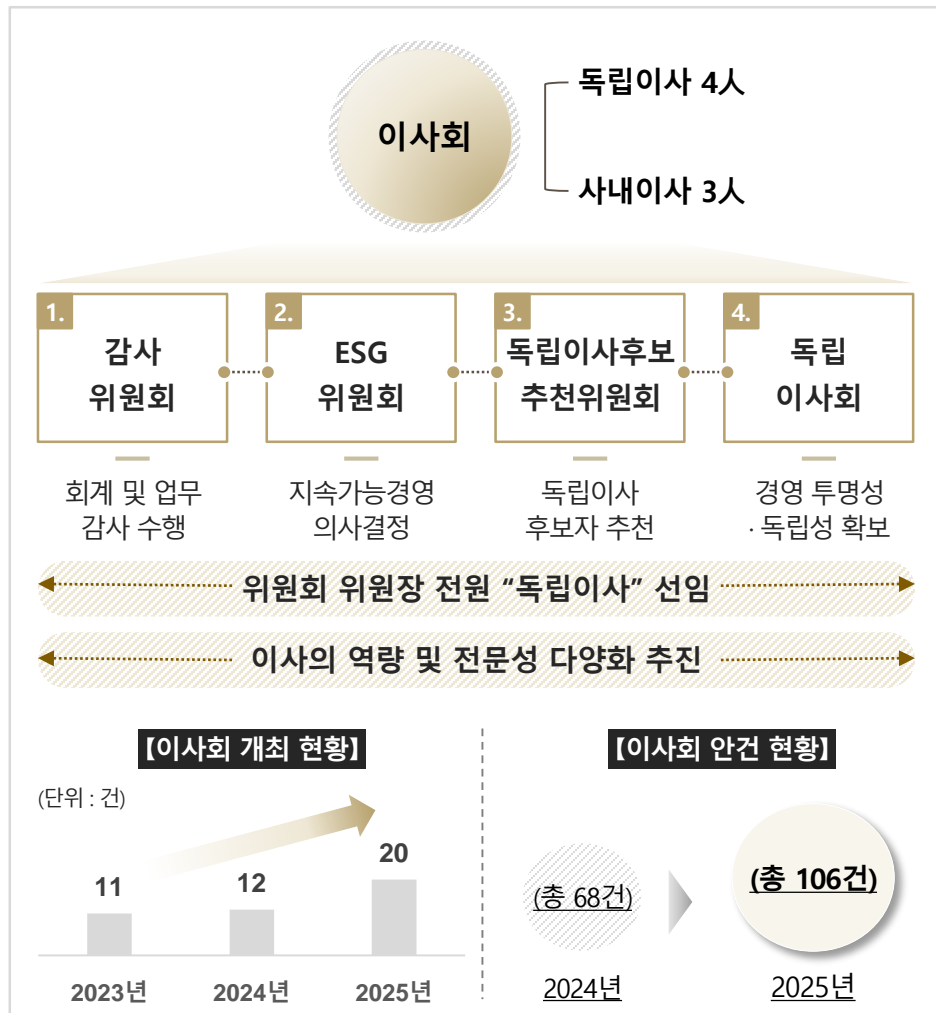 이사회
독립이사 4人
사내이사 3人
1.
감사
위원회
2.
ESG
위원회
3.
독립이사후보
추천위원회
4.
독립
이사회
회계 및 업무
감사 수행
지속가능경영
의사결정
독립이사
후보자 추천
경영 투명성
· 독립성 확보
위원회 위원장 전원 “독립이사” 선임
이사의 역량 및 전문성 다양화 추진
【이사회 개최 현황】
(단위 : 건)
11
12
20
2023년
2024년
2025년
【이사회 안건 현황】
(총 68건)
(총 106건)
2024년
2025년